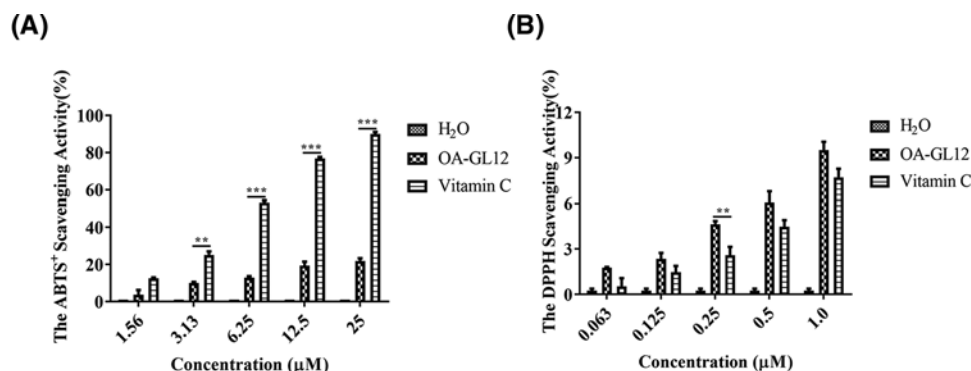 (A)
The ABTS⁺ Scavenging Activity(%)
100
80
60
40
20
0
***
***
***
**
1.56
3.13
6.25
12.5
25
Concentration (μM)
H₂O
OA-GL12
Vitamin C
(B)
The DPPH Scavenging Activity(%)
12
9
6
3
0
**
0.063
0.125
0.25
0.5
1.0
Concentration (μM)
H₂O
OA-GL12
Vitamin C